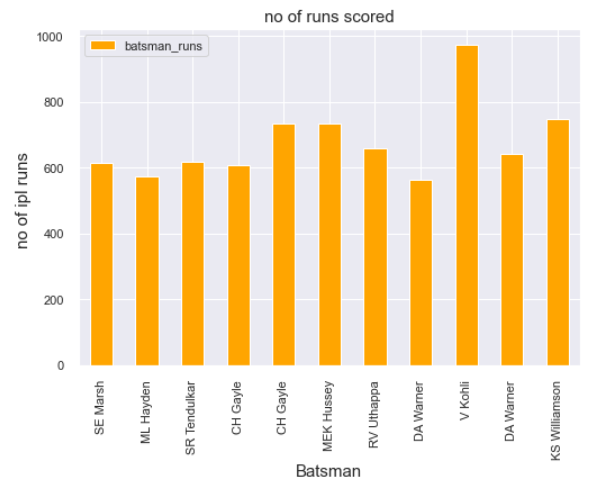 no of runs scored
batsman_runs
1000
800
600
400
200
0
no of ipl runs
SE Marsh
ML Hayden
SR Tendulkar
CH Gayle
CH Gayle
MEK Hussey
RV Uthappa
DA Warner
V Kohli
DA Warner
KS Williamson
Batsman